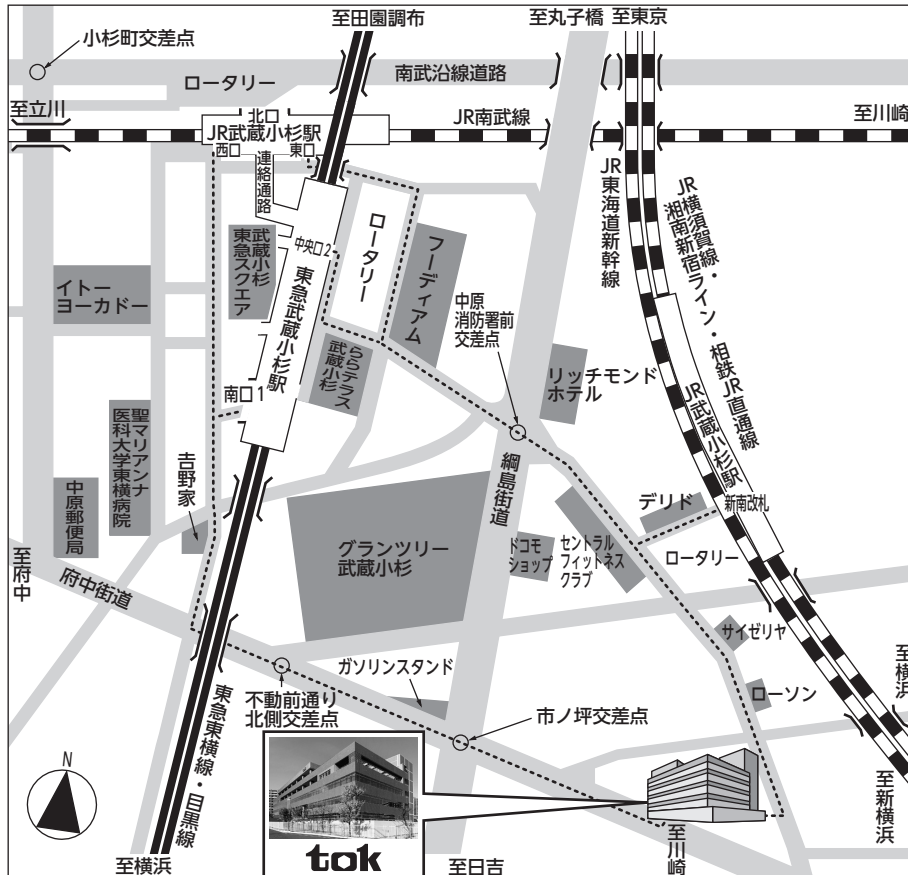 至田園調布
至丸子橋
至東京
小杉町交差点
ロータリー
南武沿線道路
至立川
北口
JR武蔵小杉駅
JR南武線
至川崎
西口
東口
連絡通路
JR東海道新幹線
JR横須賀線・
湘南新宿ライン・相鉄JR直通線
武蔵小杉
東急スクエア
中央口2
ロータリー
フーディアム
東急武蔵小杉駅
イトー
ヨーカドー
中原
消防署前
交差点
ららテラス
武蔵小杉
リッチモンド
ホテル
JR武蔵小杉駅
南口1
聖マリアンナ
医科大学東横病院
吉野家
綱島街道
デリド
新南改札
中原郵便局
グランツリー
武蔵小杉
ドコモ
ショップ
セントラル
フィットネス
クラブ
ロータリー
至府中
府中街道
サイゼリヤ
ガソリンスタンド
至横浜
ローソン
不動前通り
北側交差点
市ノ坪交差点
東急東横線・目黒線
N
至新横浜
至川崎
tok
至横浜
至日吉